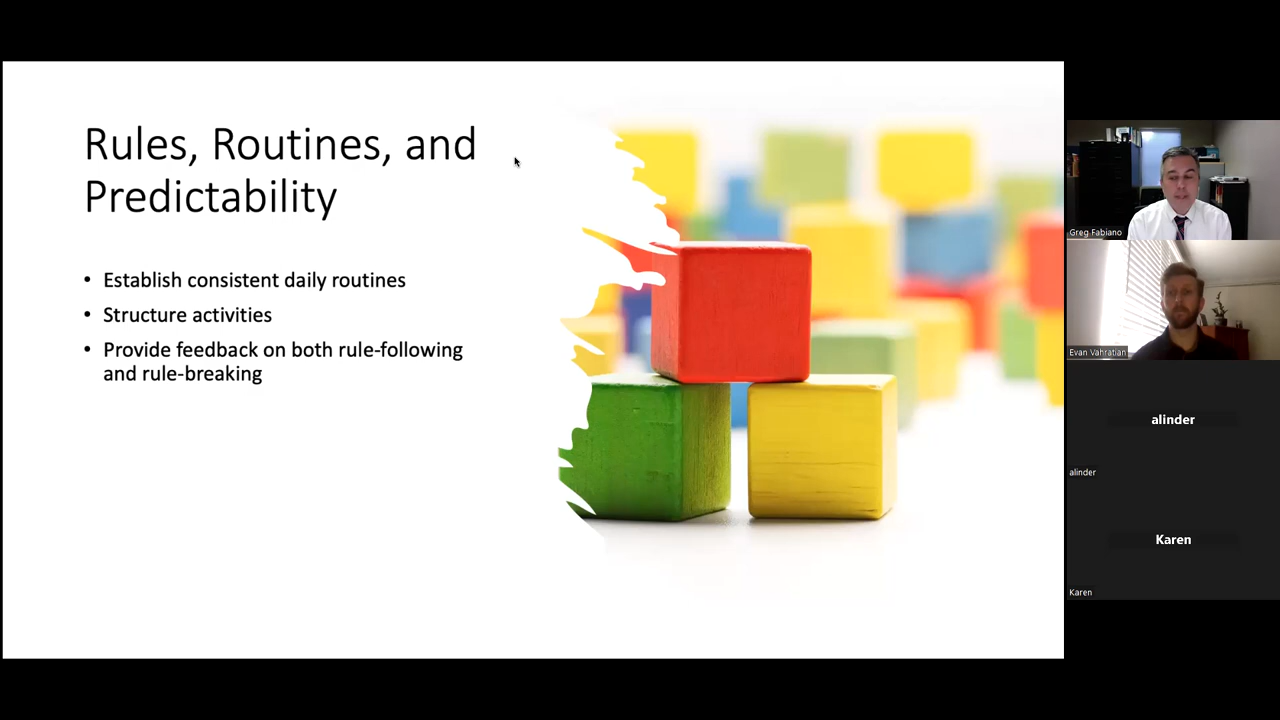 Rules, Routines, and
Predictability
• Establish consistent daily routines
• Structure activities
• Provide feedback on both rule-following
and rule-breaking
Greg Fabiano
Evan Vahratian
alinder
alinder
Karen
Karen